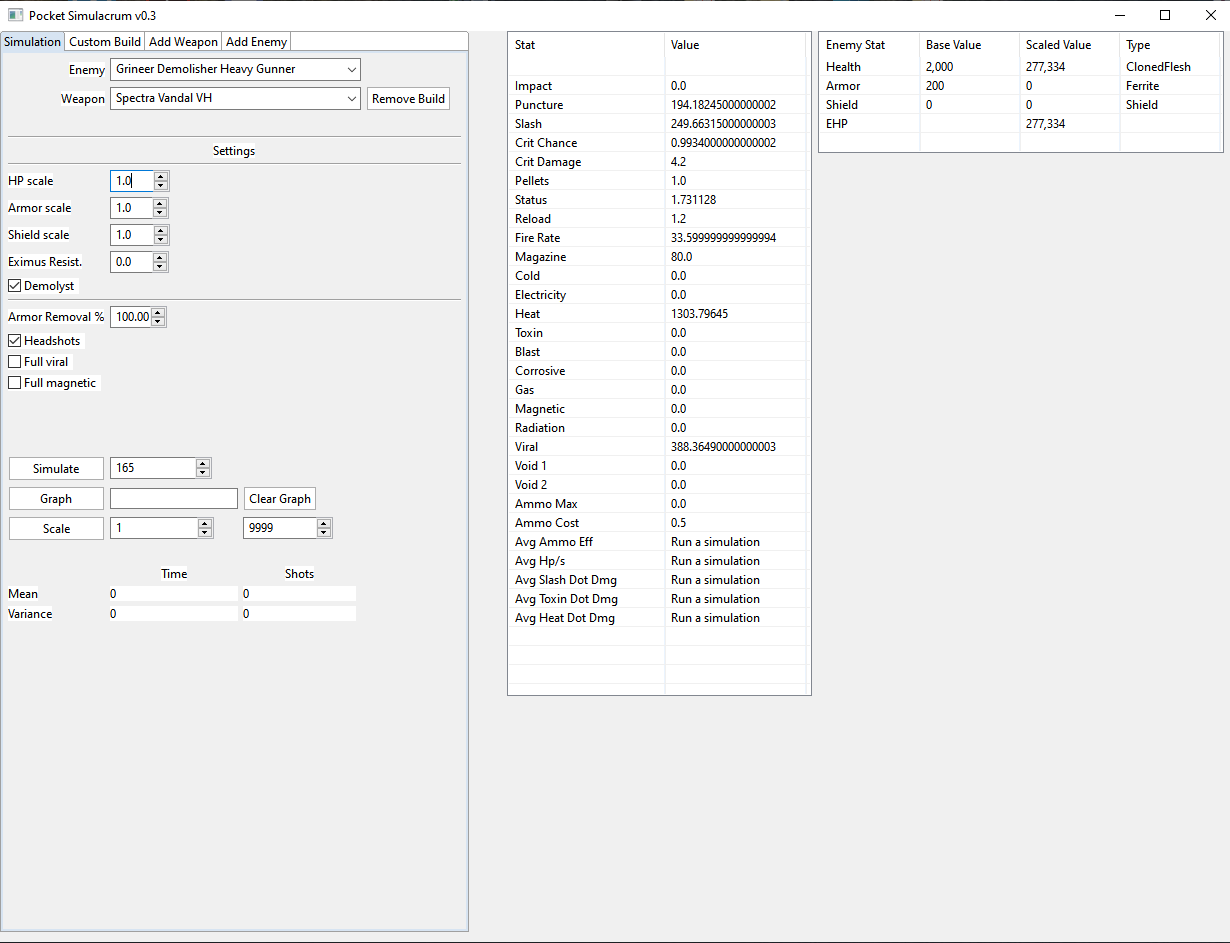 Pocket Simulacrum v0.3
Simulation Custom Build Add Weapon Add Enemy
Enemy Grineer Demolisher Heavy Gunner
Weapon Spectra Vandal VH Remove Build
Settings
HP scale 1.0
Armor scale 1.0
Shield scale 1.0
Eximus Resist. 0.0
Demolyst
Armor Removal % 100.00
Headshots
Full viral
Full magnetic
Simulate 165
Graph Clear Graph
Scale 1 9999
Time Shots
Mean 0 0
Variance 0 0
Stat Value
Impact 0.0
Puncture 194.18245000000002
Slash 249.66315000000003
Crit Chance 0.9934000000000002
Crit Damage 4.2
Pellets 1.0
Status 1.731128
Reload 1.2
Fire Rate 33.599999999999994
Magazine 80.0
Cold 0.0
Electricity 0.0
Heat 1303.79645
Toxin 0.0
Blast 0.0
Corrosive 0.0
Gas 0.0
Magnetic 0.0
Radiation 0.0
Viral 388.36490000000003
Void 1 0.0
Void 2 0.0
Ammo Max 0.0
Ammo Cost 0.5
Avg Ammo Eff Run a simulation
Avg Hp/s Run a simulation
Avg Slash Dot Dmg Run a simulation
Avg Toxin Dot Dmg Run a simulation
Avg Heat Dot Dmg Run a simulation
Enemy Stat Base Value Scaled Value Type
Health 2,000 277,334 ClonedFlesh
Armor 200 0 Ferrite
Shield 0 0 Shield
EHP 277,334